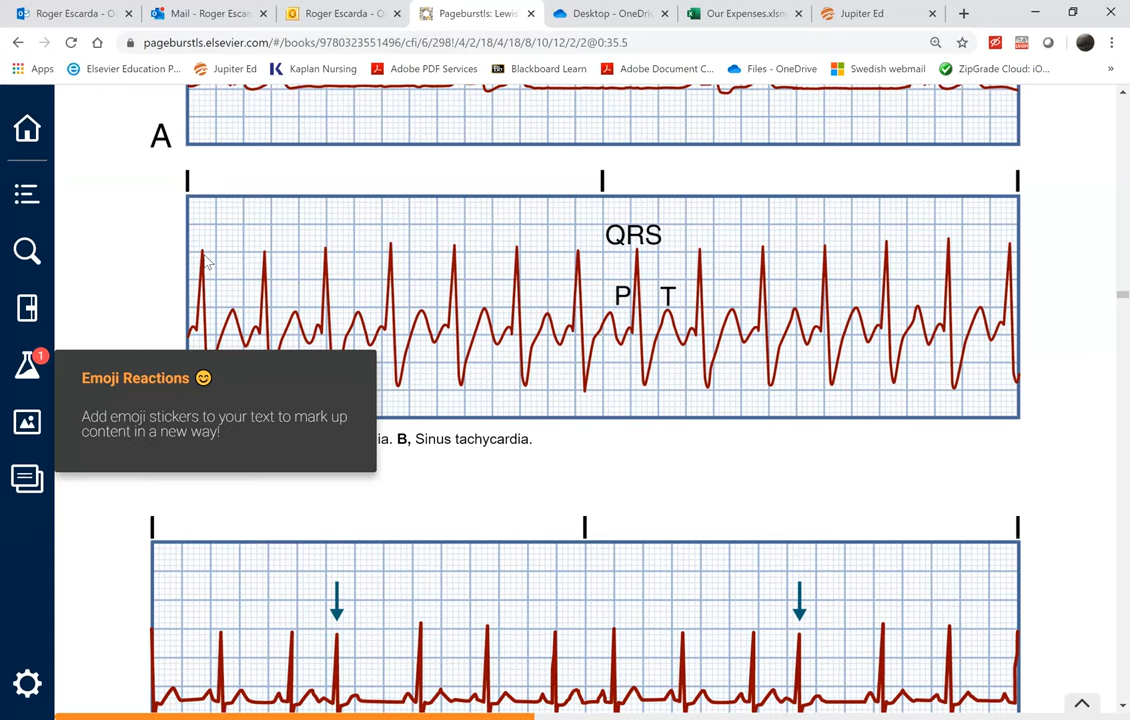 Roger Escarda - O
Mail - Roger Escar
Roger Escarda - O
Pageburstls: Lewis
Desktop - OneDriv
Our Expenses.xlsm
Jupiter Ed
pageburstls.elsevier.com/#/books/9780323551496/cfi/6/298!/4/2/18/4/18/8/10/12/2/2@0:35.5
Apps
Elsevier Education P...
Jupiter Ed
Kaplan Nursing
Adobe PDF Services
Blackboard Learn
Adobe Document C...
Files - OneDrive
Swedish webmail
ZipGrade Cloud: iO...
»
A
QRS
P T
1
Emoji Reactions 😊
Add emoji stickers to your text to mark up
content in a new way!
ia. B, Sinus tachycardia.